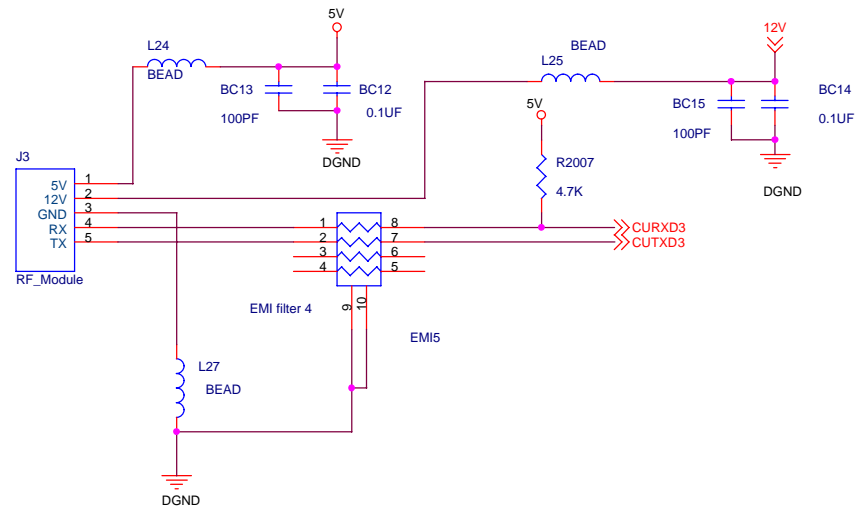 5V
12V
L24
BEAD
BEAD
L25
BC13
BC12
100PF
0.1UF
BC15
BC14
100PF
0.1UF
5V
DGND
R2007
4.7K
DGND
J3
5V 1
12V 2
GND 3
RX 4
TX 5
RF_Module
1 8
2 7
3 6
4 5
9 10
CURXD3
CUTXD3
EMI filter 4
EMI5
L27
BEAD
DGND